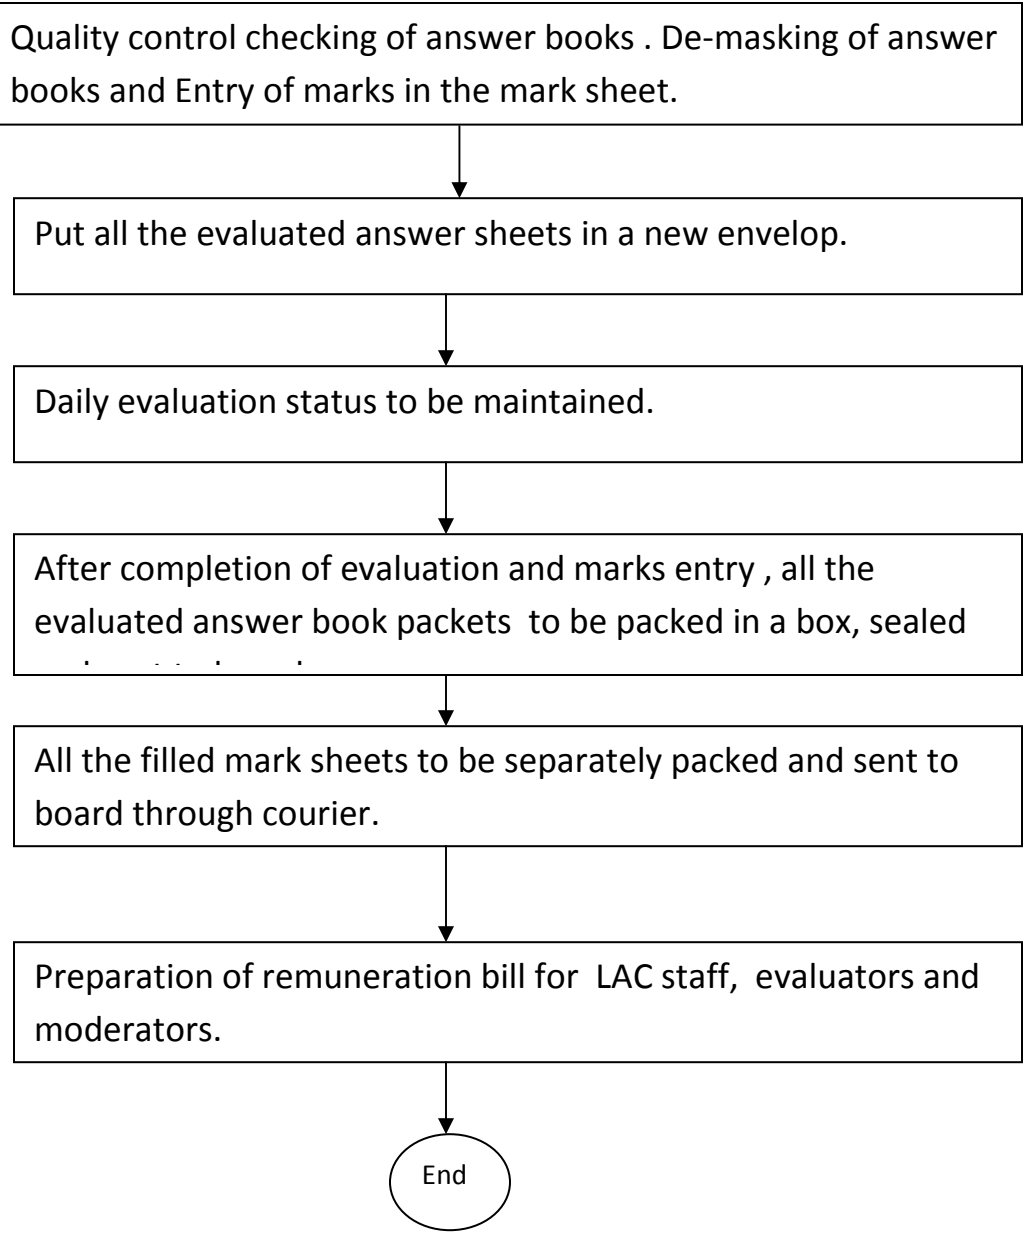 Quality control checking of answer books . De-masking of answer
books and Entry of marks in the mark sheet.
Put all the evaluated answer sheets in a new envelop.
Daily evaluation status to be maintained.
After completion of evaluation and marks entry , all the
evaluated answer book packets  to be packed in a box, sealed
All the filled mark sheets to be separately packed and sent to
board through courier.
Preparation of remuneration bill for  LAC staff,  evaluators and
moderators.
End